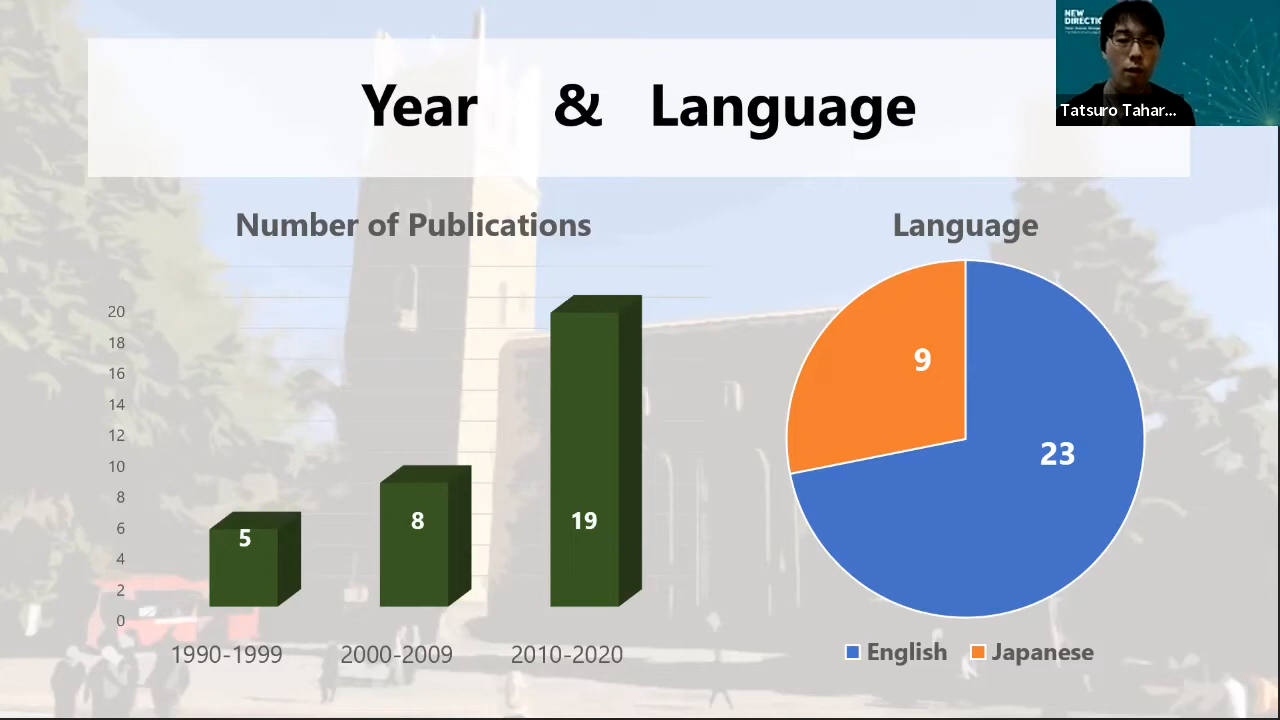 Year & Language
NEW
Tatsuro Tahar...
Number of Publications
20
18
16
14
12
10
8
6
4
2
0
5
8
19
1990-1999
2000-2009
2010-2020
Language
9
23
English
Japanese